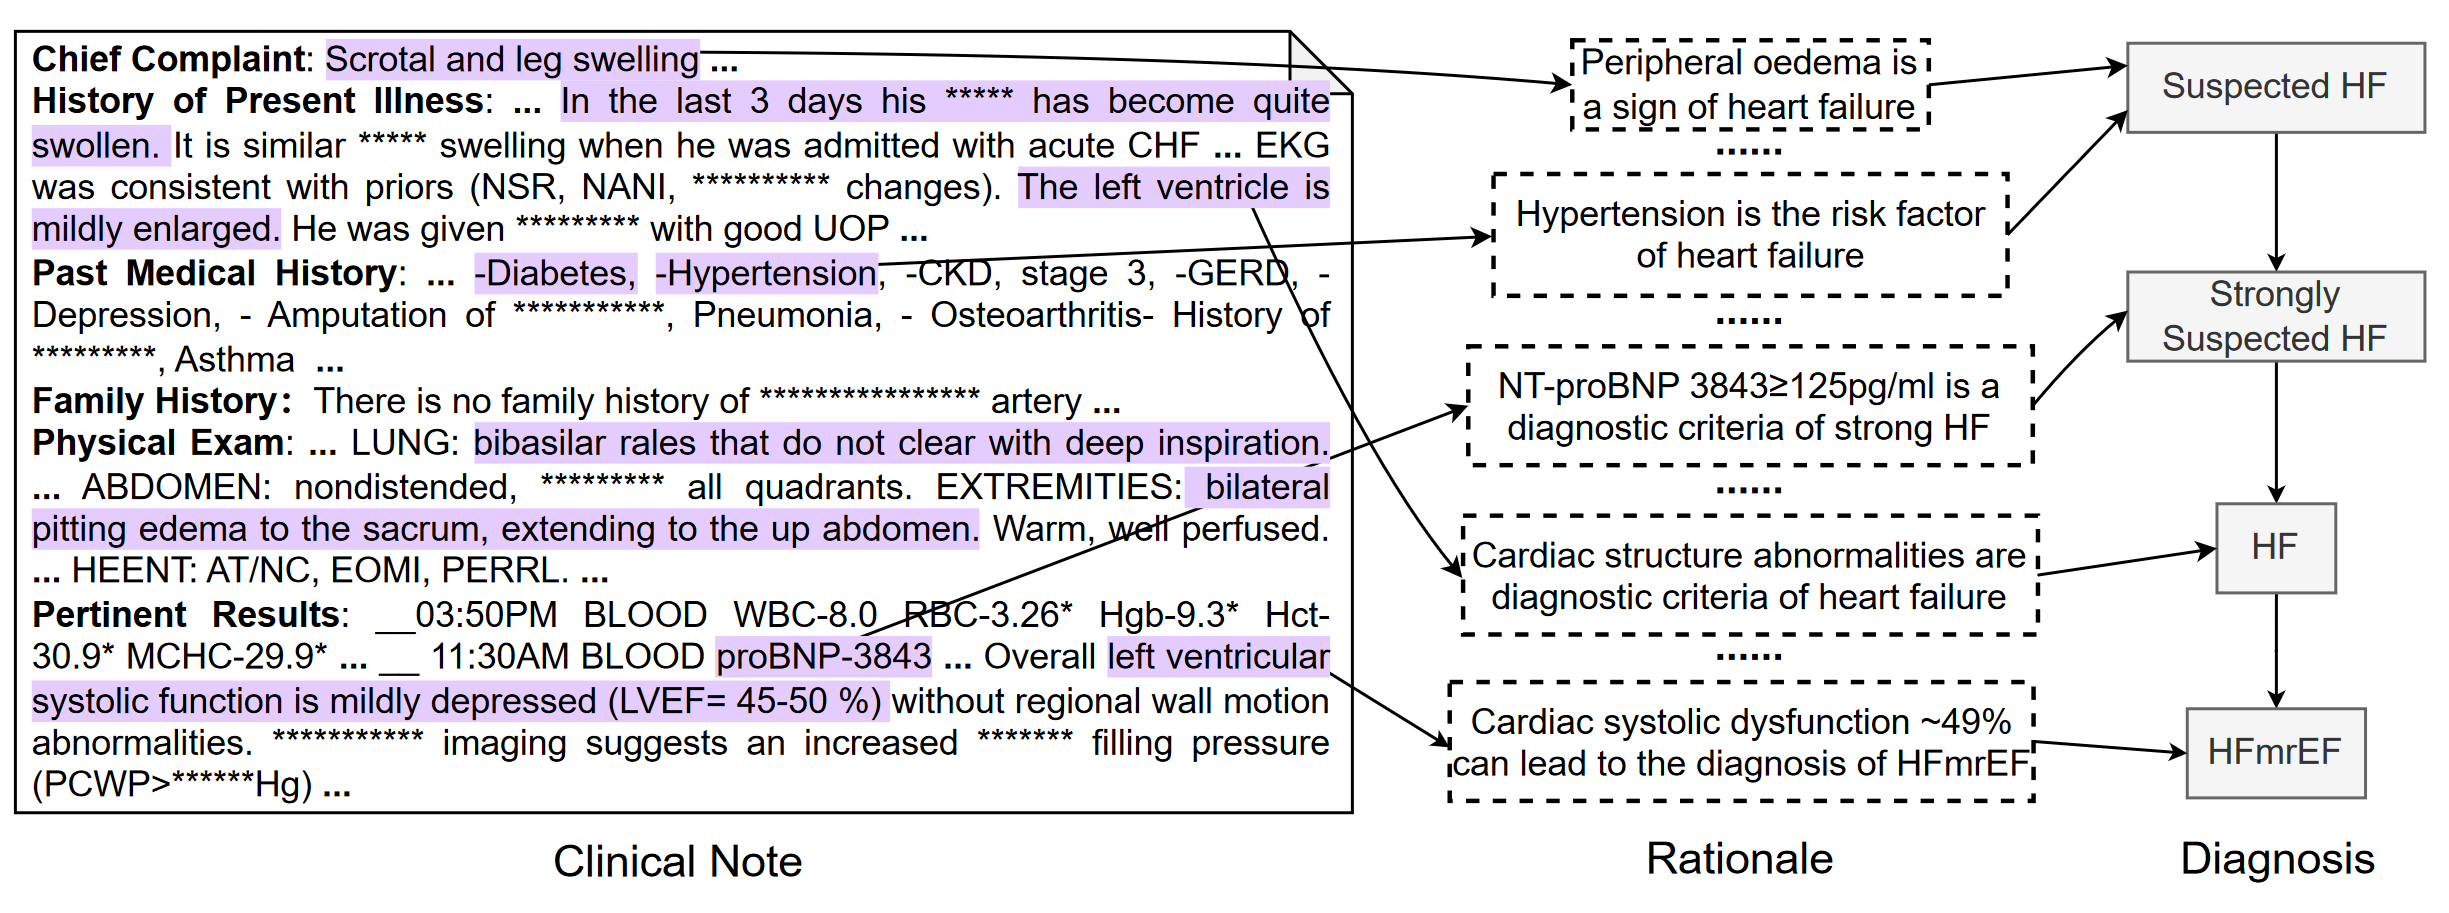 Chief Complaint: Scrotal and leg swelling ...
History of Present Illness: ... In the last 3 days his ***** has become quite
swollen. It is similar ***** swelling when he was admitted with acute CHF ... EKG
was consistent with priors (NSR, NANI, ********** changes). The left ventricle is
mildly enlarged. He was given ********* with good UOP ...
Past Medical History: ... -Diabetes, -Hypertension, -CKD, stage 3, -GERD, -
Depression, - Amputation of ***********, Pneumonia, - Osteoarthritis- History of
*********, Asthma ...
Family History: There is no family history of **************** artery ...
Physical Exam: ... LUNG: bibasilar rales that do not clear with deep inspiration.
... ABDOMEN: nondistended, ********* all quadrants. EXTREMITIES: bilateral
pitting edema to the sacrum, extending to the up abdomen. Warm, well perfused.
... HEENT: AT/NC, EOMI, PERRL. ...
Pertinent Results: __03:50PM BLOOD WBC-8.0 RBC-3.26* Hgb-9.3* Hct-
30.9* MCHC-29.9* ... __ 11:30AM BLOOD proBNP-3843 ... Overall left ventricular
systolic function is mildly depressed (LVEF= 45-50 %) without regional wall motion
abnormalities. *********** imaging suggests an increased ******* filling pressure
(PCWP>******Hg) ...
Clinical Note
Peripheral oedema is
a sign of heart failure
......
Hypertension is the risk factor
of heart failure
......
NT-proBNP 3843≥125pg/ml is a
diagnostic criteria of strong HF
......
Cardiac structure abnormalities are
diagnostic criteria of heart failure
......
Cardiac systolic dysfunction ~49%
can lead to the diagnosis of HFmrEF
Rationale
Suspected HF
Strongly
Suspected HF
HF
HFmrEF
Diagnosis